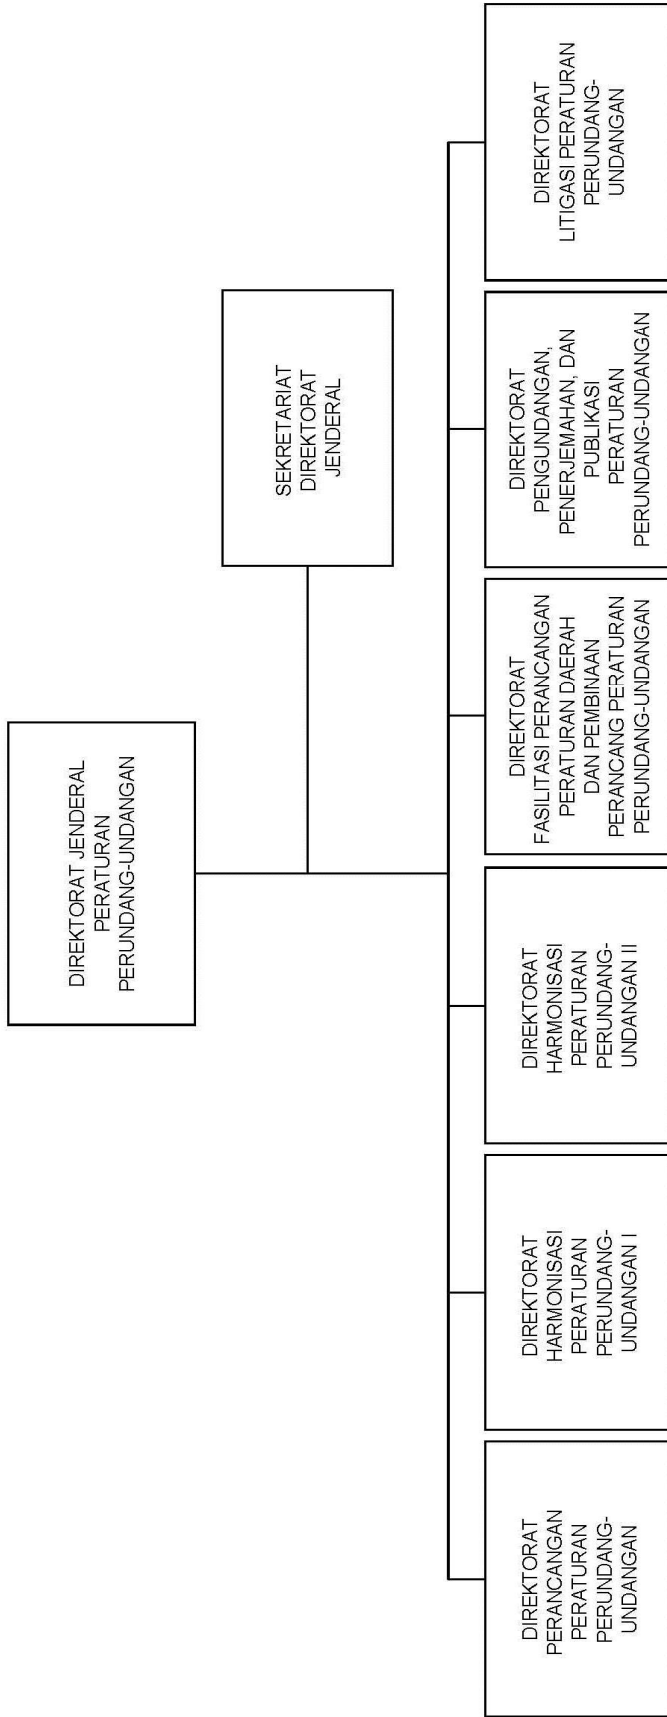 DIREKTORAT JENDERAL
PERATURAN
PERUNDANG-UNDANGAN
SEKRETARIAT
DIREKTORAT
JENDERAL
DIREKTORAT
PERANCANGAN
PERATURAN
PERUNDANG-
UNDANGAN
DIREKTORAT
HARMONISASI
PERATURAN
PERUNDANG-
UNDANGAN I
DIREKTORAT
HARMONISASI
PERATURAN
PERUNDANG-
UNDANGAN II
DIREKTORAT
FASILITASI PERANCANGAN
PERATURAN DAERAH
DAN PEMBINAAN
PERANCANG PERATURAN
PERUNDANG-UNDANGAN
DIREKTORAT
PENGUNDANGAN,
PENERJEMAHAN, DAN
PUBLIKASI
PERATURAN
PERUNDANG-UNDANGAN
DIREKTORAT
LITIGASI PERATURAN
PERUNDANG-
UNDANGAN